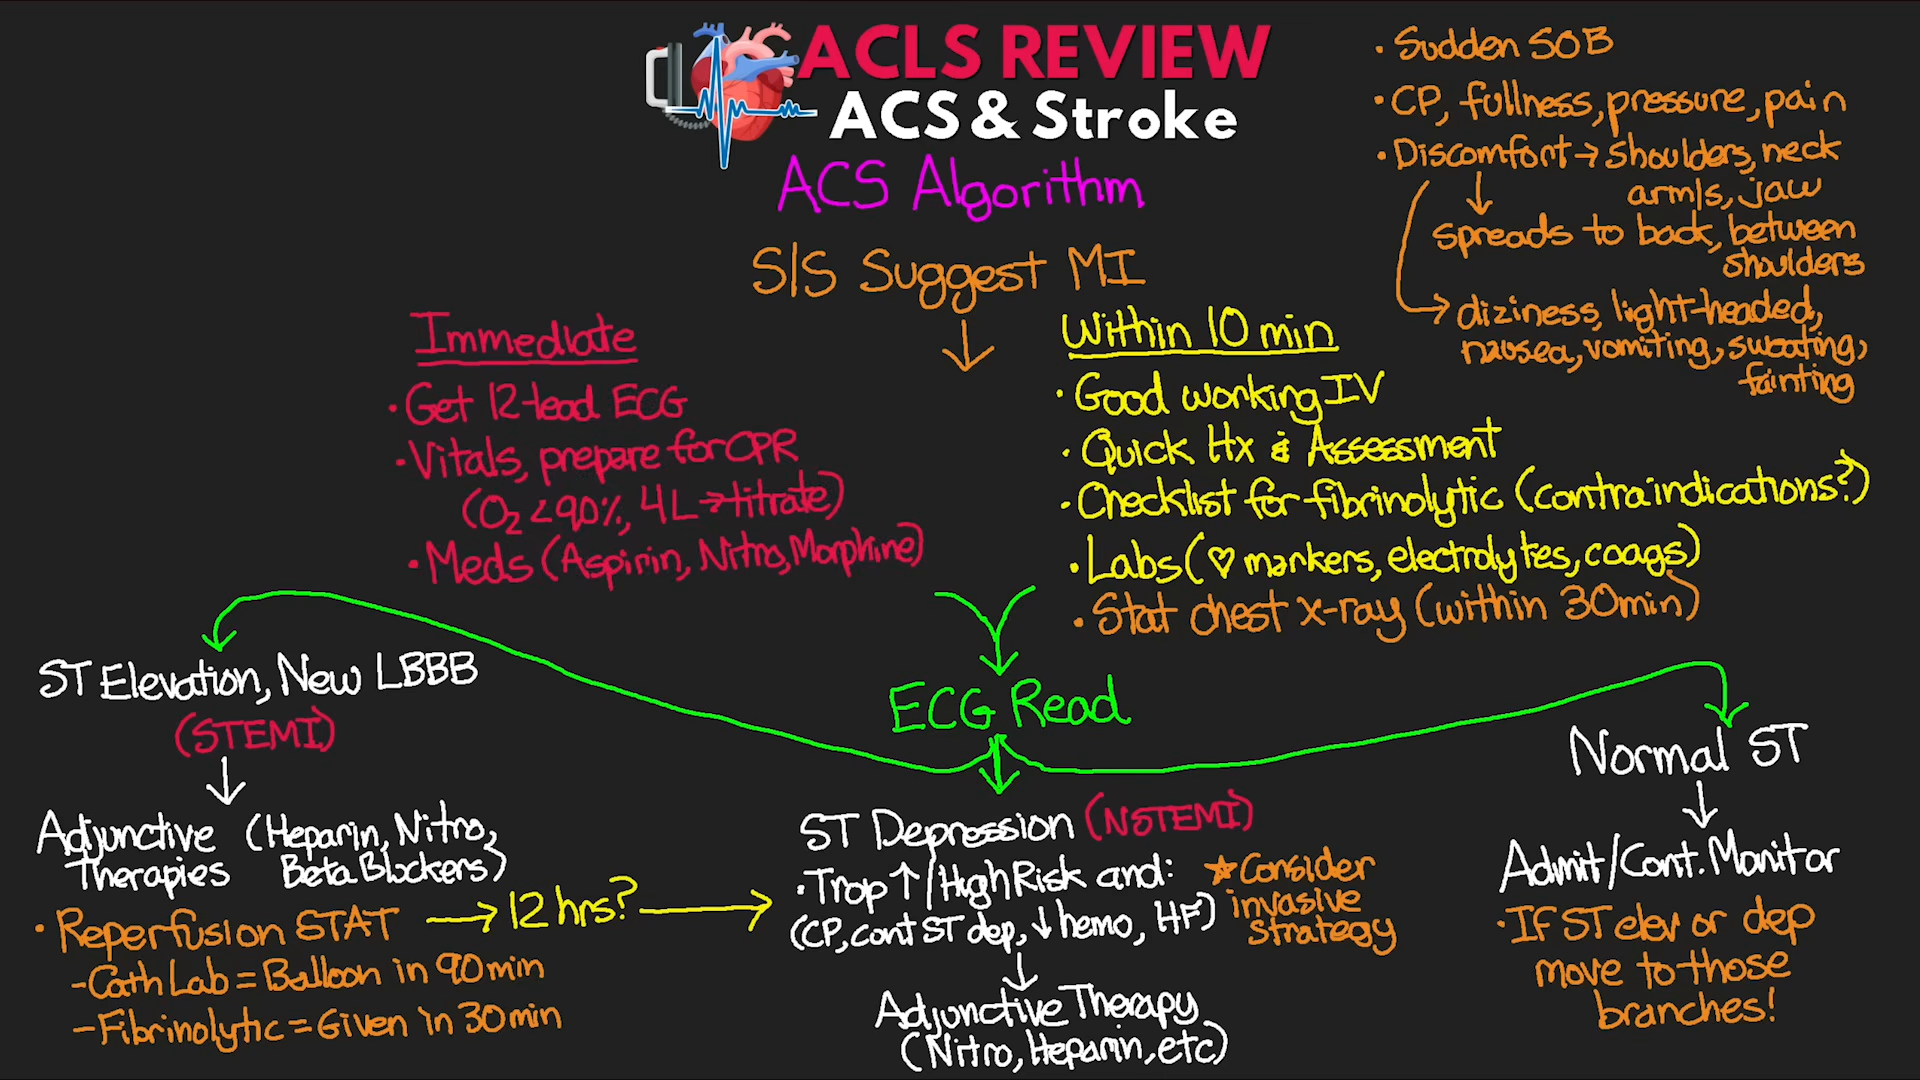 ACLS REVIEW
ACS & Stroke
ACS Algorithm
S/S Suggest MI
• Sudden SOB
• CP, fullness, pressure, pain
• Discomfort → shoulders, neck
arm/s, jaw
spreads to back, between
shoulders
diziness, light-headed,
nausea, vomiting, sweating,
fainting
Immediate
• Get 12-lead ECG
• Vitals, prepare for CPR
(O₂ < 90%, 4L → titrate)
• Meds (Aspirin, Nitro, Morphine)
Within 10 min
• Good working IV
• Quick Hx & Assessment
• Checklist for fibrinolytic (contraindications?)
• Labs (♡ markers, electrolytes, coags)
• Stat chest x-ray (within 30min)
ECG Read
ST Elevation, New LBBB
(STEMI)
Adjunctive (Heparin, Nitro,
Therapies Beta Blockers)
• Reperfusion STAT → 12 hrs? →
- Cath Lab = Balloon in 90min
- Fibrinolytic = Given in 30min
ST Depression (NSTEMI)
• Trop ↑ / High Risk and:
(CP, cont ST dep, ↓ hemo, HF)
☆ Consider
invasive
strategy
Adjunctive Therapy
(Nitro, Heparin, etc)
Normal ST
Admit/Cont. Monitor
• IF ST elev or dep
move to those
branches!